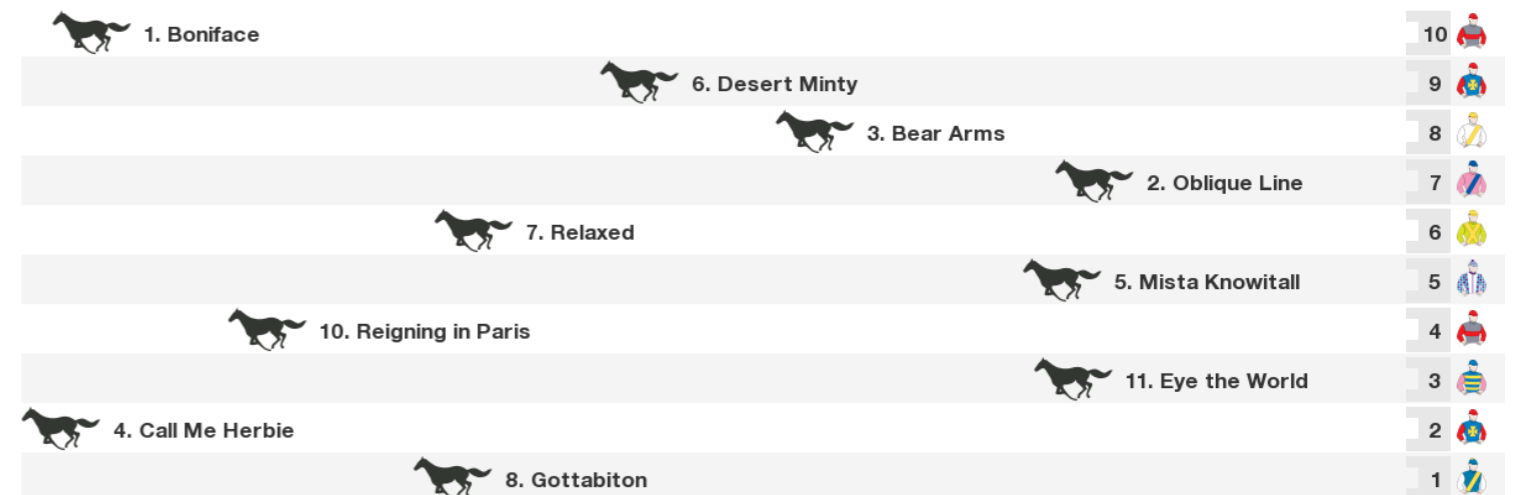 1. Boniface 10
6. Desert Minty 9
3. Bear Arms 8
2. Oblique Line 7
7. Relaxed 6
5. Mista Knowitall 5
10. Reigning in Paris 4
11. Eye the World 3
4. Call Me Herbie 2
8. Gottabiton 1